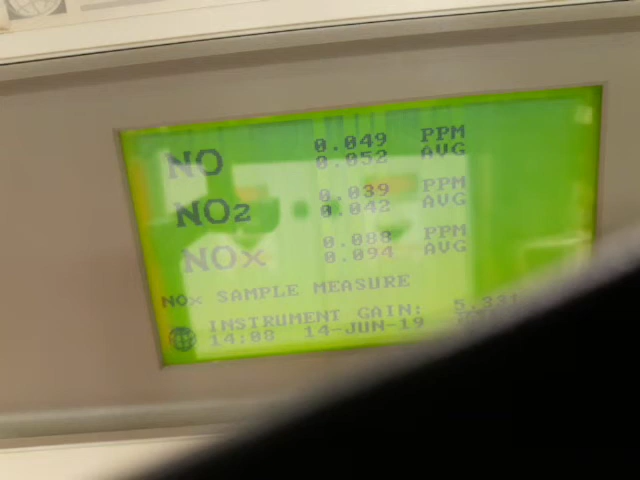 NO 0.049 PPM
0.052 AVG
NO2 0.039 PPM
0.042 AVG
NOx 0.088 PPM
0.094 AVG
NOx SAMPLE MEASURE
INSTRUMENT GAIN:
14:08 14-JUN-19